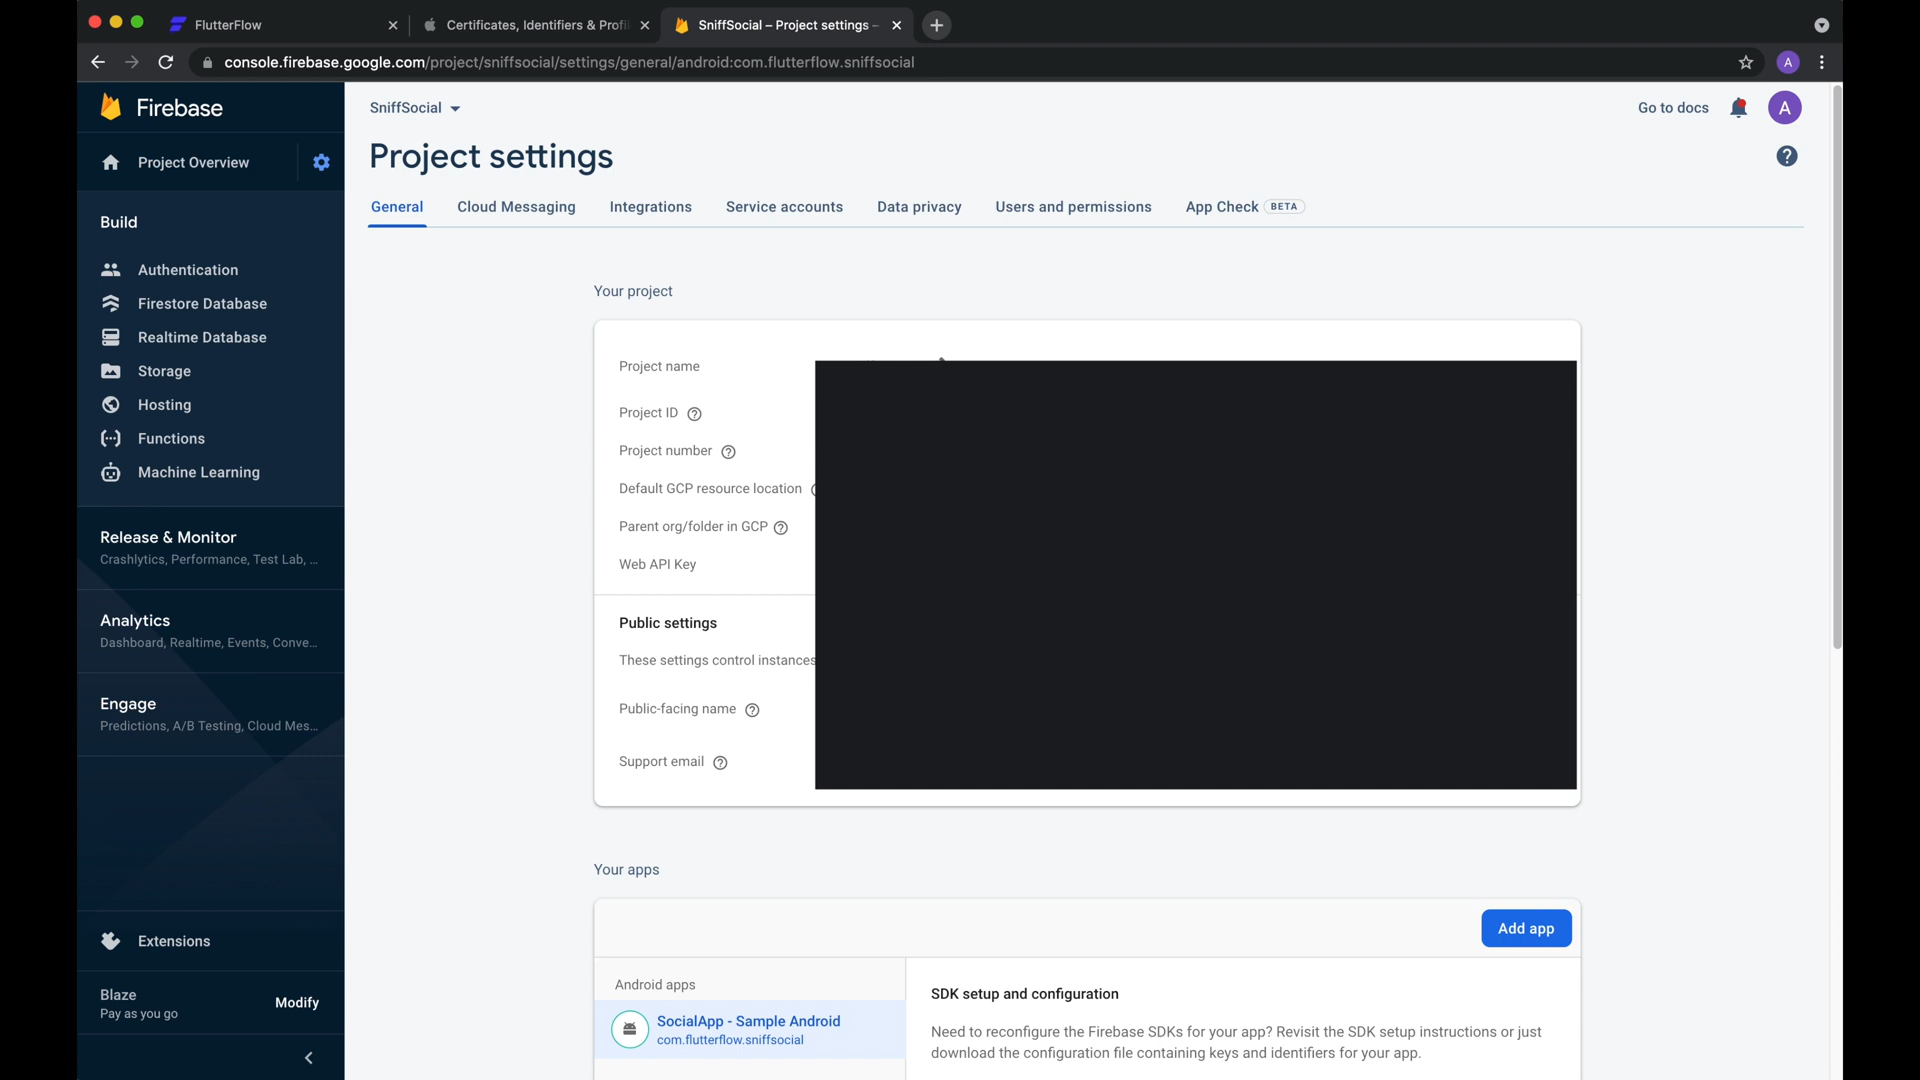 FlutterFlow
Certificates, Identifiers & Profil
SniffSocial – Project settings –
console.firebase.google.com/project/sniffsocial/settings/general/android:com.flutterflow.sniffsocial
A
Firebase
SniffSocial
Go to docs
A
Project Overview
Project settings
General
Cloud Messaging
Integrations
Service accounts
Data privacy
Users and permissions
App Check BETA
Build
Authentication
Firestore Database
Realtime Database
Storage
Hosting
Functions
Machine Learning
Release & Monitor
Crashlytics, Performance, Test Lab, ...
Analytics
Dashboard, Realtime, Events, Conve...
Engage
Predictions, A/B Testing, Cloud Mes...
Extensions
Blaze
Pay as you go
Modify
Your project
Project name
Project ID
Project number
Default GCP resource location
Parent org/folder in GCP
Web API Key
Public settings
These settings control instances
Public-facing name
Support email
Your apps
Add app
Android apps
SocialApp - Sample Android
com.flutterflow.sniffsocial
SDK setup and configuration
Need to reconfigure the Firebase SDKs for your app? Revisit the SDK setup instructions or just
download the configuration file containing keys and identifiers for your app.